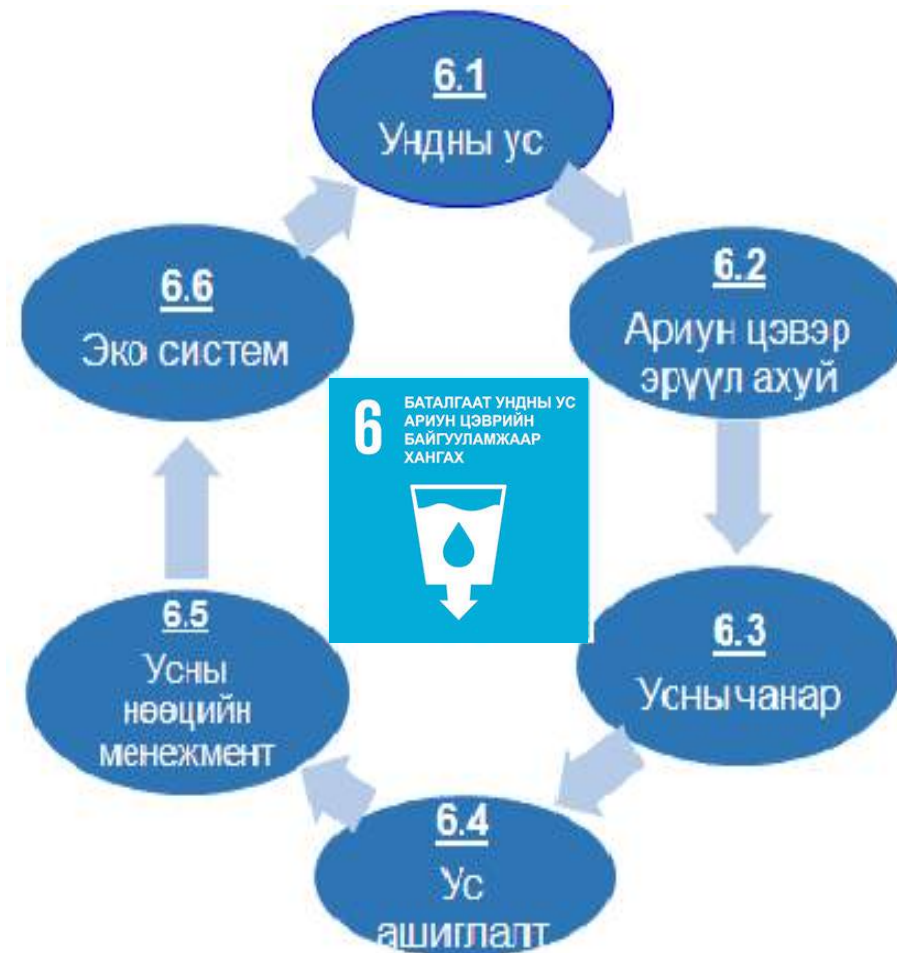 6.1
Ундны ус
6.2
Ариун цэвэр
эрүүл ахуй
6.3
Усны чанар
6.4
Ус
ашиглалт
6.5
Усны
нөөцийн
менежмент
6.6
Эко систем
6
БАТАЛГААТ УНДНЫ УС
АРИУН ЦЭВРИЙН
БАЙГУУЛАМЖААР
ХАНГАХ